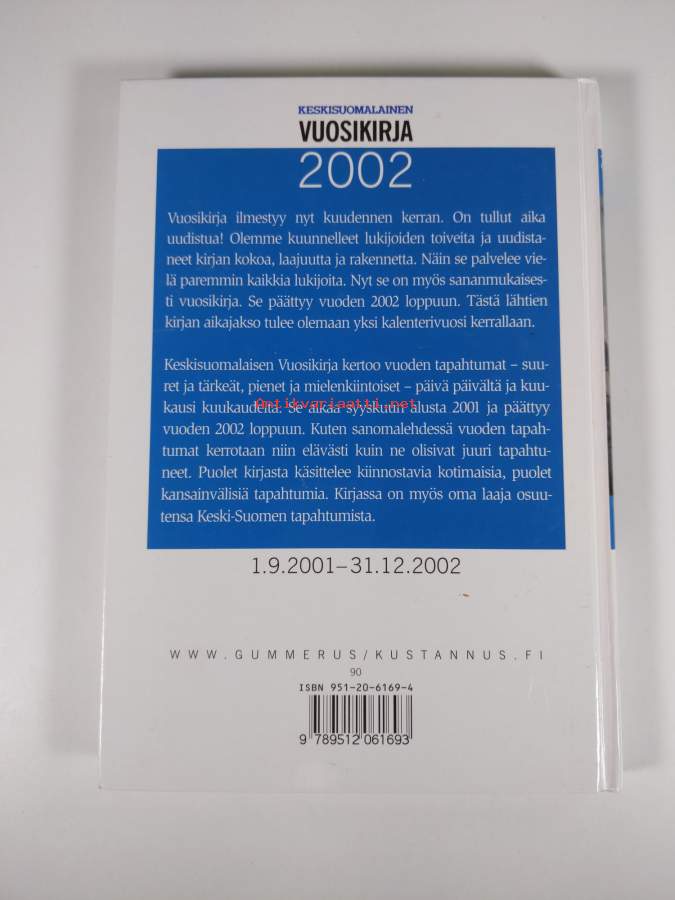 KESKISUOMALAINEN
VUOSIKIRJA
2002
Vuosikirja ilmestyy nyt kuudennen kerran. On tullut aika
uudistua! Olemme kuunnelleet lukijoiden toiveita ja uudista-
neet kirjan kokoa, laajuutta ja rakennetta. Näin se palvelee vie-
lä paremmin kaikkia lukijoita. Nyt se on myös sananmukaises-
ti vuosikirja. Se päättyy vuoden 2002 loppuun. Tästä lähtien
kirjan aikajakso tulee olemaan yksi kalenterivuosi kerrallaan.
Keskisuomalaisen Vuosikirja kertoo vuoden tapahtumat – suu-
ret ja tärkeät, pienet ja mielenkiintoiset – päivä päivältä ja kuu-
kausi kuukaudelta. Se alkaa syyskuun alusta 2001 ja päättyy
Antikvariaatti.net
vuoden 2002 loppuun. Kuten sanomalehdessä vuoden tapah-
tumat kerrotaan niin elävästi kuin ne olisivat juuri tapahtu-
neet. Puolet kirjasta käsittelee kiinnostavia kotimaisia, puolet
kansainvälisiä tapahtumia. Kirjassa on myös oma laaja osuu-
tensa Keski-Suomen tapahtumista.
1.9.2001–31.12.2002
WWW.GUMMERUS/KUSTANNUS.FI
90
ISBN 951-20-6169-4
9 789512 061693